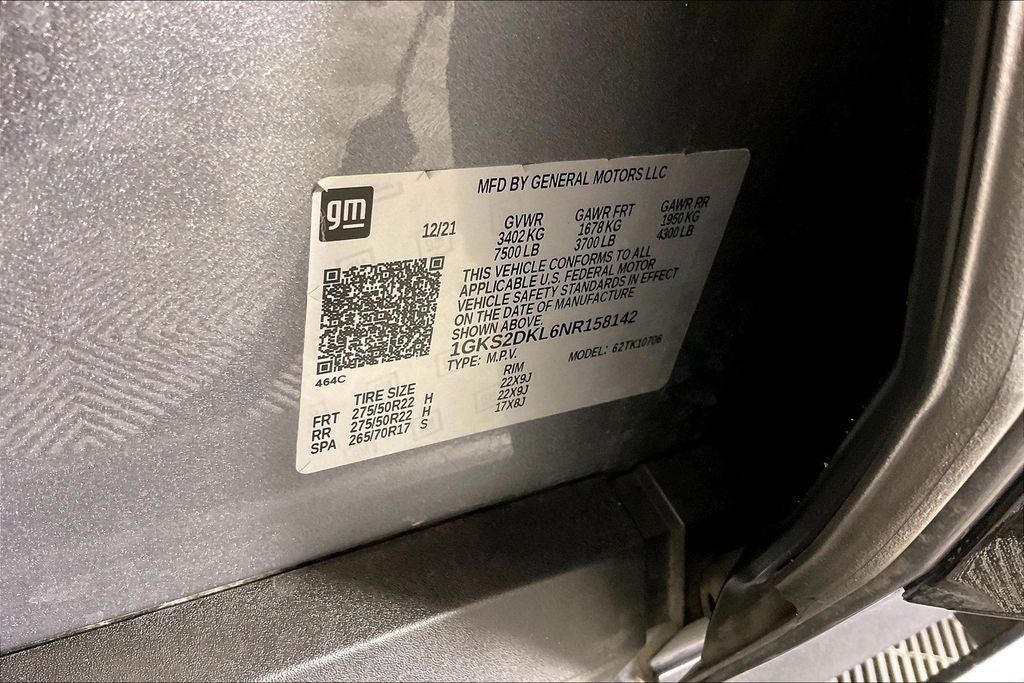 MFD BY GENERAL MOTORS LLC
gm
12/21
GVWR GAWR FRT GAWR RR
3402 KG 1678 KG 1950 KG
7500 LB 3700 LB 4300 LB
THIS VEHICLE CONFORMS TO ALL
APPLICABLE U.S. FEDERAL MOTOR
VEHICLE SAFETY STANDARDS IN EFFECT
ON THE DATE OF MANUFACTURE
SHOWN ABOVE.
1GKS2DKL6NR158142
TYPE: M.P.V. MODEL: 62TK10706
464C
TIRE SIZE RIM
FRT 275/50R22 H 22X9J
RR 275/50R22 H 22X9J
SPA 265/70R17 S 17X8J